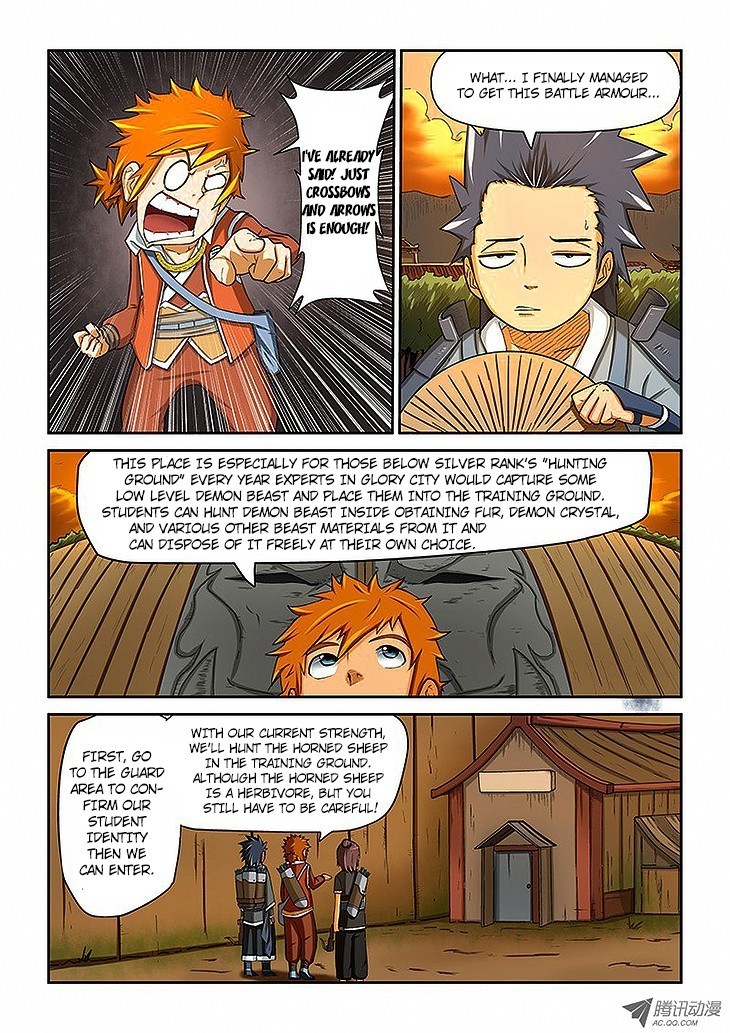 I'VE ALREADY
SAID! JUST
CROSSBOWS
AND ARROWS
IS ENOUGH!
WHAT... I FINALLY MANAGED
TO GET THIS BATTLE ARMOUR...
THIS PLACE IS ESPECIALLY FOR THOSE BELOW SILVER RANK'S "HUNTING
GROUND" EVERY YEAR EXPERTS IN GLORY CITY WOULD CAPTURE SOME
LOW LEVEL DEMON BEAST AND PLACE THEM INTO THE TRAINING GROUND.
STUDENTS CAN HUNT DEMON BEAST INSIDE OBTAINING FUR, DEMON CRYSTAL,
AND VARIOUS OTHER BEAST MATERIALS FROM IT AND
CAN DISPOSE OF IT FREELY AT THEIR OWN CHOICE.
FIRST, GO
TO THE GUARD
AREA TO CON-
FIRM OUR
STUDENT
IDENTITY
THEN WE
CAN ENTER.
WITH OUR CURRENT STRENGTH,
WE'LL HUNT THE HORNED SHEEP
IN THE TRAINING GROUND.
ALTHOUGH THE HORNED SHEEP
IS A HERBIVORE, BUT YOU
STILL HAVE TO BE CAREFUL!
腾讯动漫
AC.QQ.COM